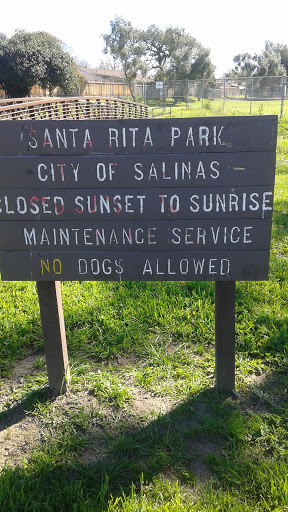 SANTA RITA PARK
CITY OF SALINAS
CLOSED SUNSET TO SUNRISE
MAINTENANCE SERVICE
NO DOGS ALLOWED